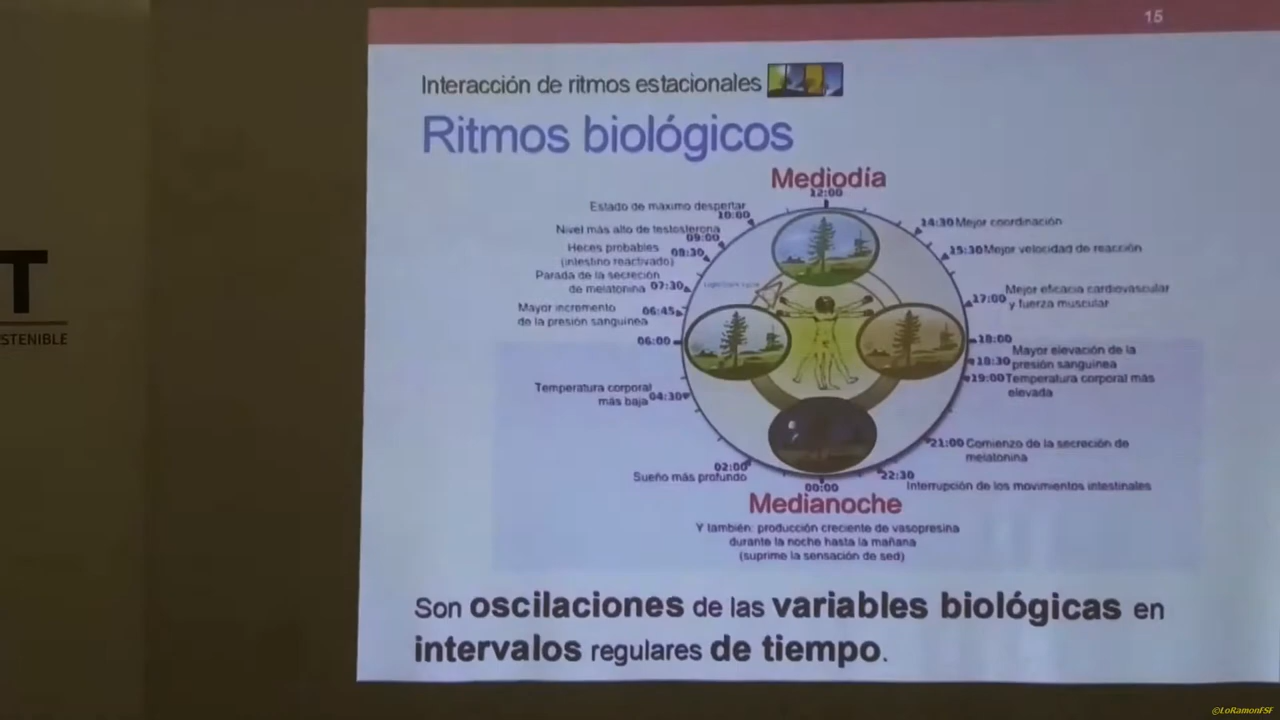 15
Interacción de ritmos estacionales
Ritmos biológicos
Mediodía
12:00
Estado de máximo despertar
10:00
Nivel más alto de testosterona
09:00
Heces probables
08:30
(intestino reactivado)
Parada de la secreción
de melatonina 07:30
Mayor incremento
06:45
de la presión sanguínea
06:00
Temperatura corporal
más baja 04:30
02:00
Sueño más profundo
14:30 Mejor coordinación
15:30 Mejor velocidad de reacción
Mejor eficacia cardiovascular
17:00 y fuerza muscular
18:00
Mayor elevación de la
18:30 presión sanguínea
19:00 Temperatura corporal más
elevada
21:00 Comienzo de la secreción de
melatonina
22:30
Interrupción de los movimientos intestinales
00:00
Medianoche
Y también: producción creciente de vasopresina
durante la noche hasta la mañana
(suprime la sensación de sed)
Son oscilaciones de las variables biológicas en
intervalos regulares de tiempo.
T
STENIBLE
©LoRamonFSF